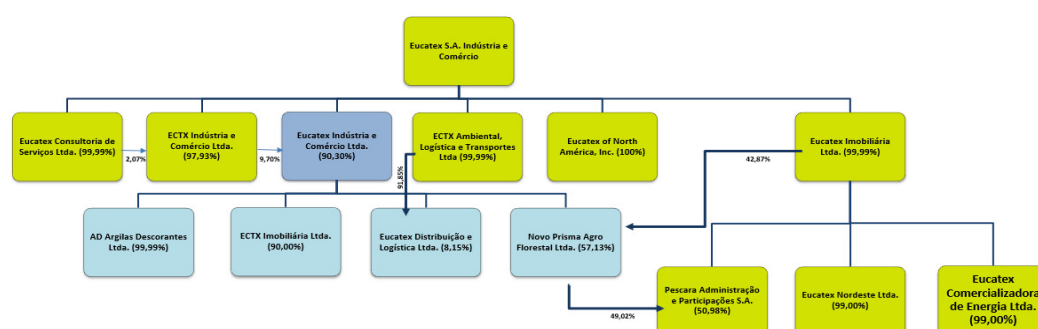 Eucatex S.A. Indústria e
Comércio
Eucatex Consultoria de
Serviços Ltda. (99,99%)
2,07%
ECTX Indústria e
Comércio Ltda.
(97,93%)
9,70%
Eucatex Indústria e
Comércio Ltda.
(90,30%)
ECTX Ambiental,
Logística e Transportes
Ltda (99,99%)
91,85%
Eucatex of North
América, Inc. (100%)
42,87%
Eucatex Imobiliária
Ltda. (99,99%)
AD Argilas Descorantes
Ltda. (99,99%)
ECTX Imobiliária Ltda.
(90,00%)
Eucatex Distribuição e
Logística Ltda. (8,15%)
Novo Prisma Agro
Florestal Ltda. (57,13%)
49,02%
Pescara Administração
e Participações S.A.
(50,98%)
Eucatex Nordeste Ltda.
(99,00%)
Eucatex
Comercializadora
de Energia Ltda.
(99,00%)